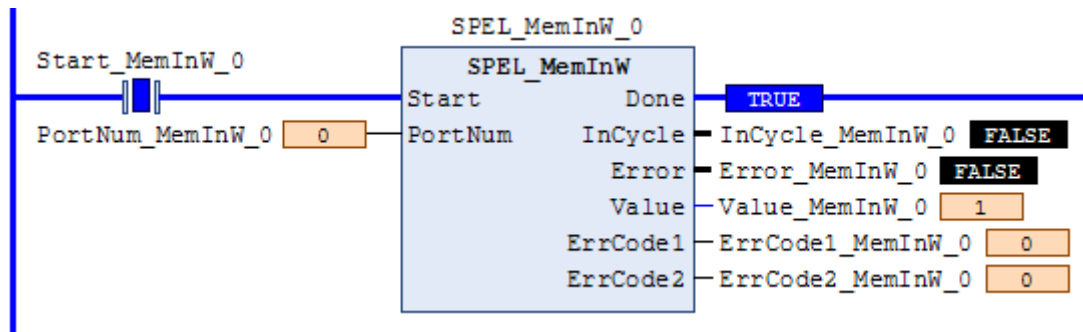 SPEL_MemInW_0
Start_MemInW_0
SPEL_MemInW
Start Done TRUE
PortNum_MemInW_0 0 PortNum InCycle InCycle_MemInW_0 FALSE
Error Error_MemInW_0 FALSE
Value Value_MemInW_0 1
ErrCode1 ErrCode1_MemInW_0 0
ErrCode2 ErrCode2_MemInW_0 0